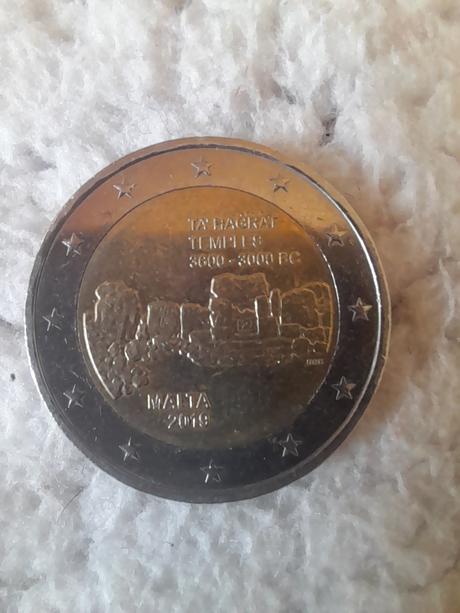 TA' ĦAĠRAT
TEMPLES
3600-3000 BC
MALTA
2019